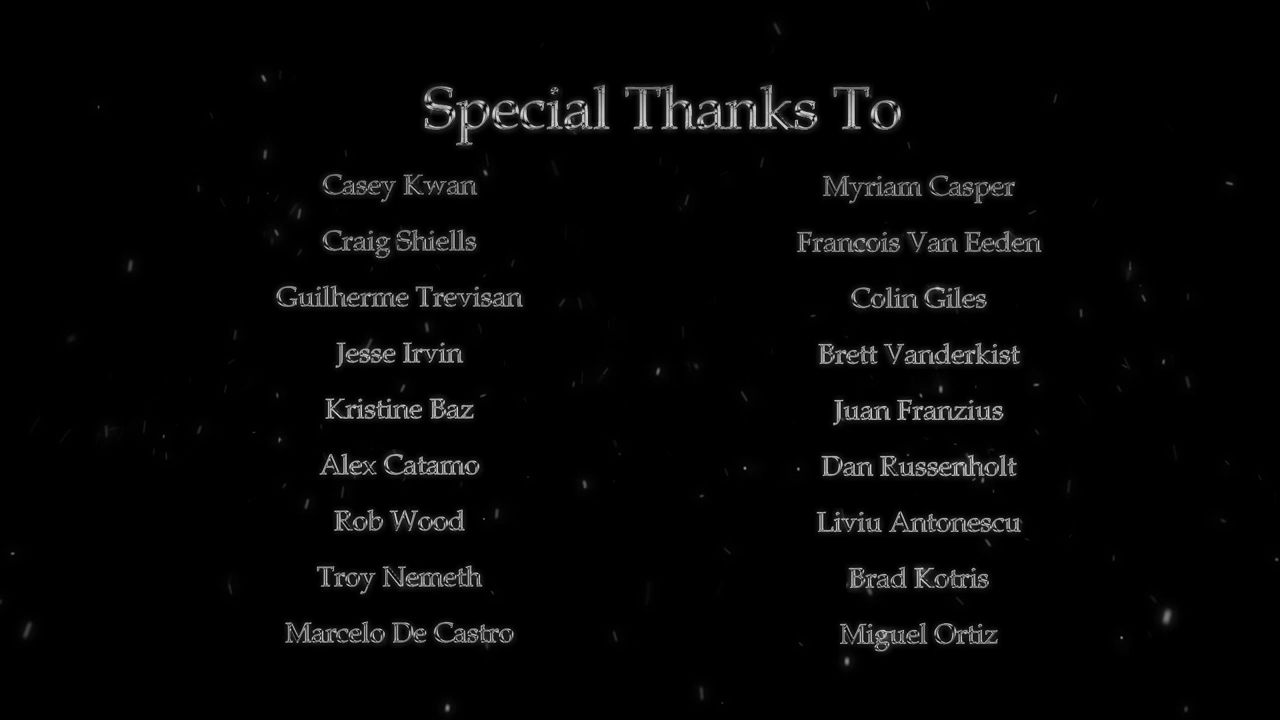 Special Thanks To
Casey Kwan
Craig Shiells
Guilherme Trevisan
Jesse Irvin
Kristine Baz
Alex Catamo
Rob Wood
Troy Nemeth
Marcelo De Castro
Myriam Casper
Francois Van Eeden
Colin Giles
Brett Vanderkist
Juan Franzius
Dan Russenholt
Liviu Antonescu
Brad Kotris
Miguel Ortiz